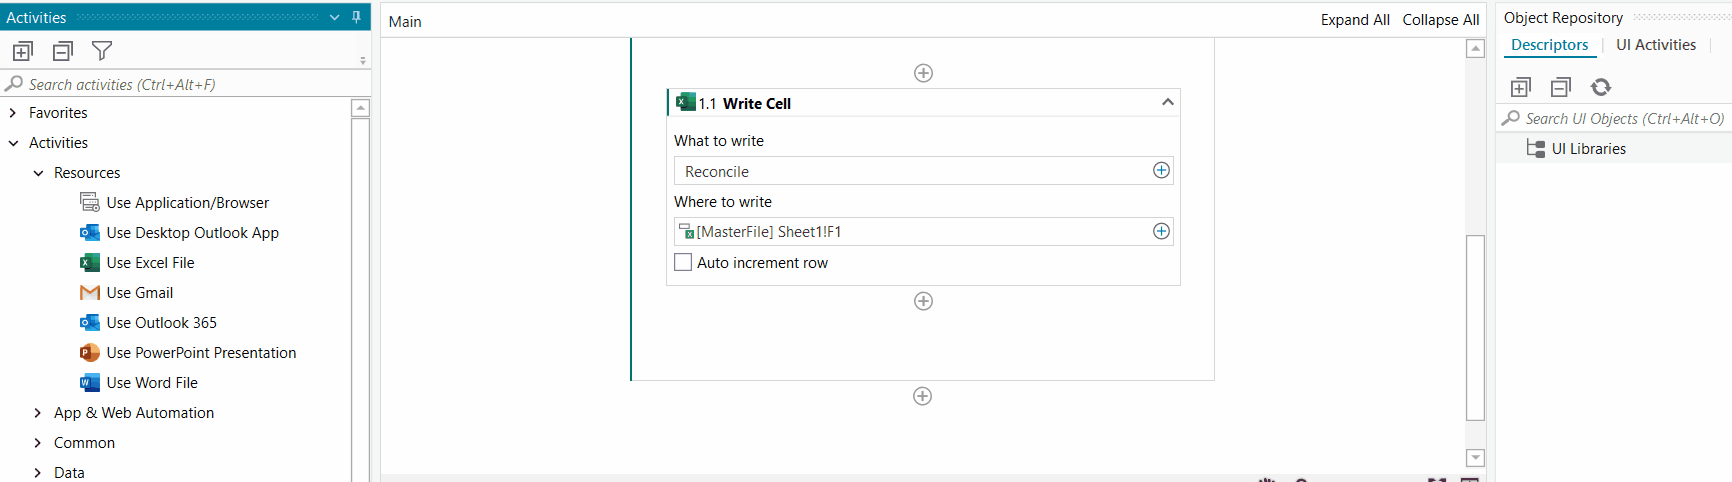 Activities
Search activities (Ctrl+Alt+F)
Favorites
Activities
Resources
Use Application/Browser
Use Desktop Outlook App
Use Excel File
Use Gmail
Use Outlook 365
Use PowerPoint Presentation
Use Word File
App & Web Automation
Common
Data
Main
Expand All Collapse All
1.1 Write Cell
What to write
Reconcile
Where to write
[MasterFile] Sheet1!F1
Auto increment row
Object Repository
Descriptors UI Activities
Search UI Objects (Ctrl+Alt+O)
UI Libraries